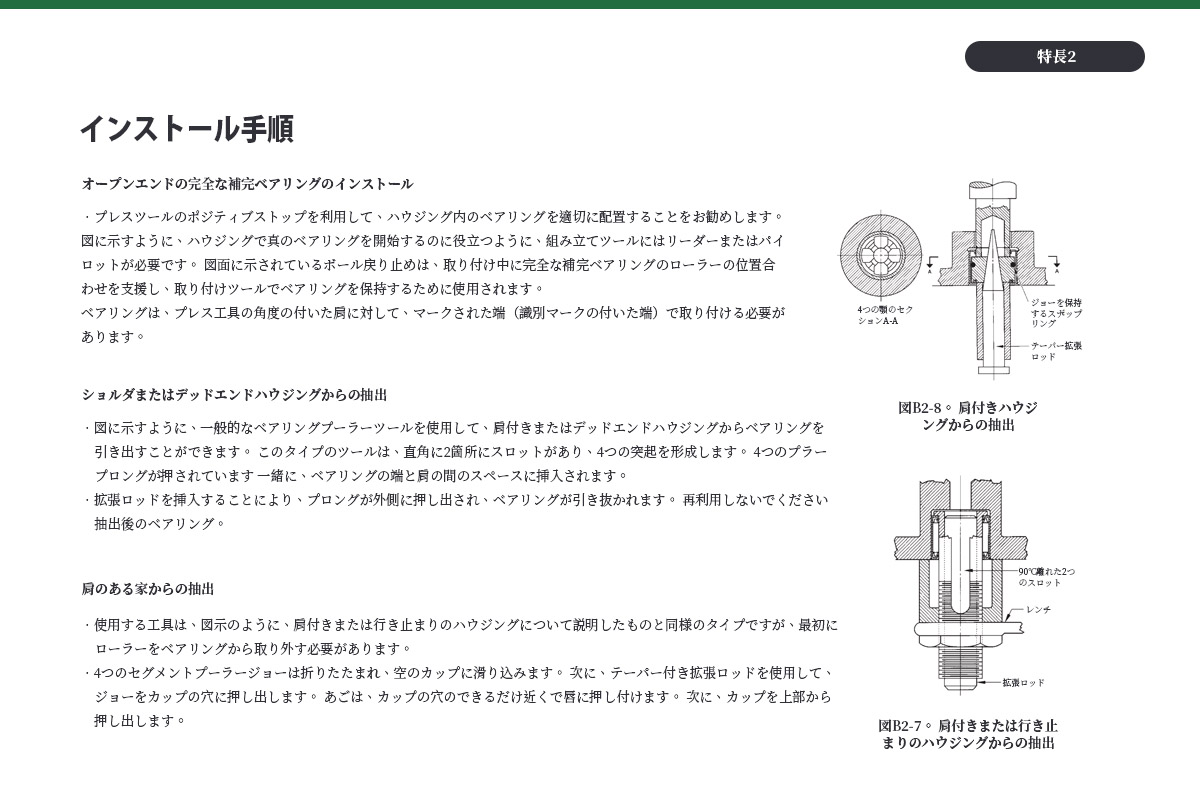 特長2
インストール手順
オープンエンドの完全な補完ベアリングのインストール
· プレスツールのポジティブストップを利用して、ハウジング内のベアリングを適切に配置することをお勧めします。
図に示すように、ハウジングで真のベアリングを開始するのに役立つように、組み立てツールにはリーダーまたはパイ
ロットが必要です。 図面に示されているボール戻り止めは、取り付け中に完全な補完ベアリングのローラーの位置合
わせを支援し、取り付けツールでベアリングを保持するために使用されます。
ベアリングは、プレス工具の角度の付いた肩に対して、マークされた端（識別マークの付いた端）で取り付ける必要が
あります。
ショルダまたはデッドエンドハウジングからの抽出
· 図に示すように、一般的なベアリングプーラーツールを使用して、肩付きまたはデッドエンドハウジングからベアリングを
引き出すことができます。 このタイプのツールは、直角に2箇所にスロットがあり、4つの突起を形成します。 4つのプラー
プロングが押されています 一緒に、ベアリングの端と肩の間のスペースに挿入されます。
· 拡張ロッドを挿入することにより、プロングが外側に押し出され、ベアリングが引き抜かれます。 再利用しないでください
抽出後のベアリング。
肩のある家からの抽出
· 使用する工具は、図示のように、肩付きまたは行き止まりのハウジングについて説明したものと同様のタイプですが、最初に
ローラーをベアリングから取り外す必要があります。
· 4つのセグメントプーラージョーは折りたたまれ、空のカップに滑り込みます。 次に、テーパー付き拡張ロッドを使用して、
ジョーをカップの穴に押し出します。 あごは、カップの穴のできるだけ近くで唇に押し付けます。 次に、カップを上部から
押し出します。
A
A
4つの顎のセク
ションA-A
ジョーを保持
するスナップ
リング
テーパー拡張
ロッド
図B2-8。 肩付きハウジ
ングからの抽出
90℃離れた2つ
のスロット
レンチ
拡張ロッド
図B2-7。 肩付きまたは行き止
まりのハウジングからの抽出